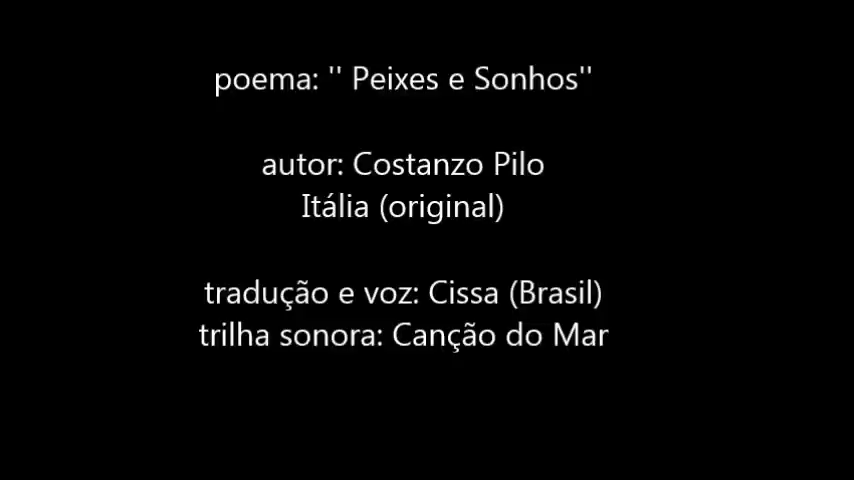 poema: '' Peixes e Sonhos''
autor: Costanzo Pilo
Itália (original)
tradução e voz: Cissa (Brasil)
trilha sonora: Canção do Mar